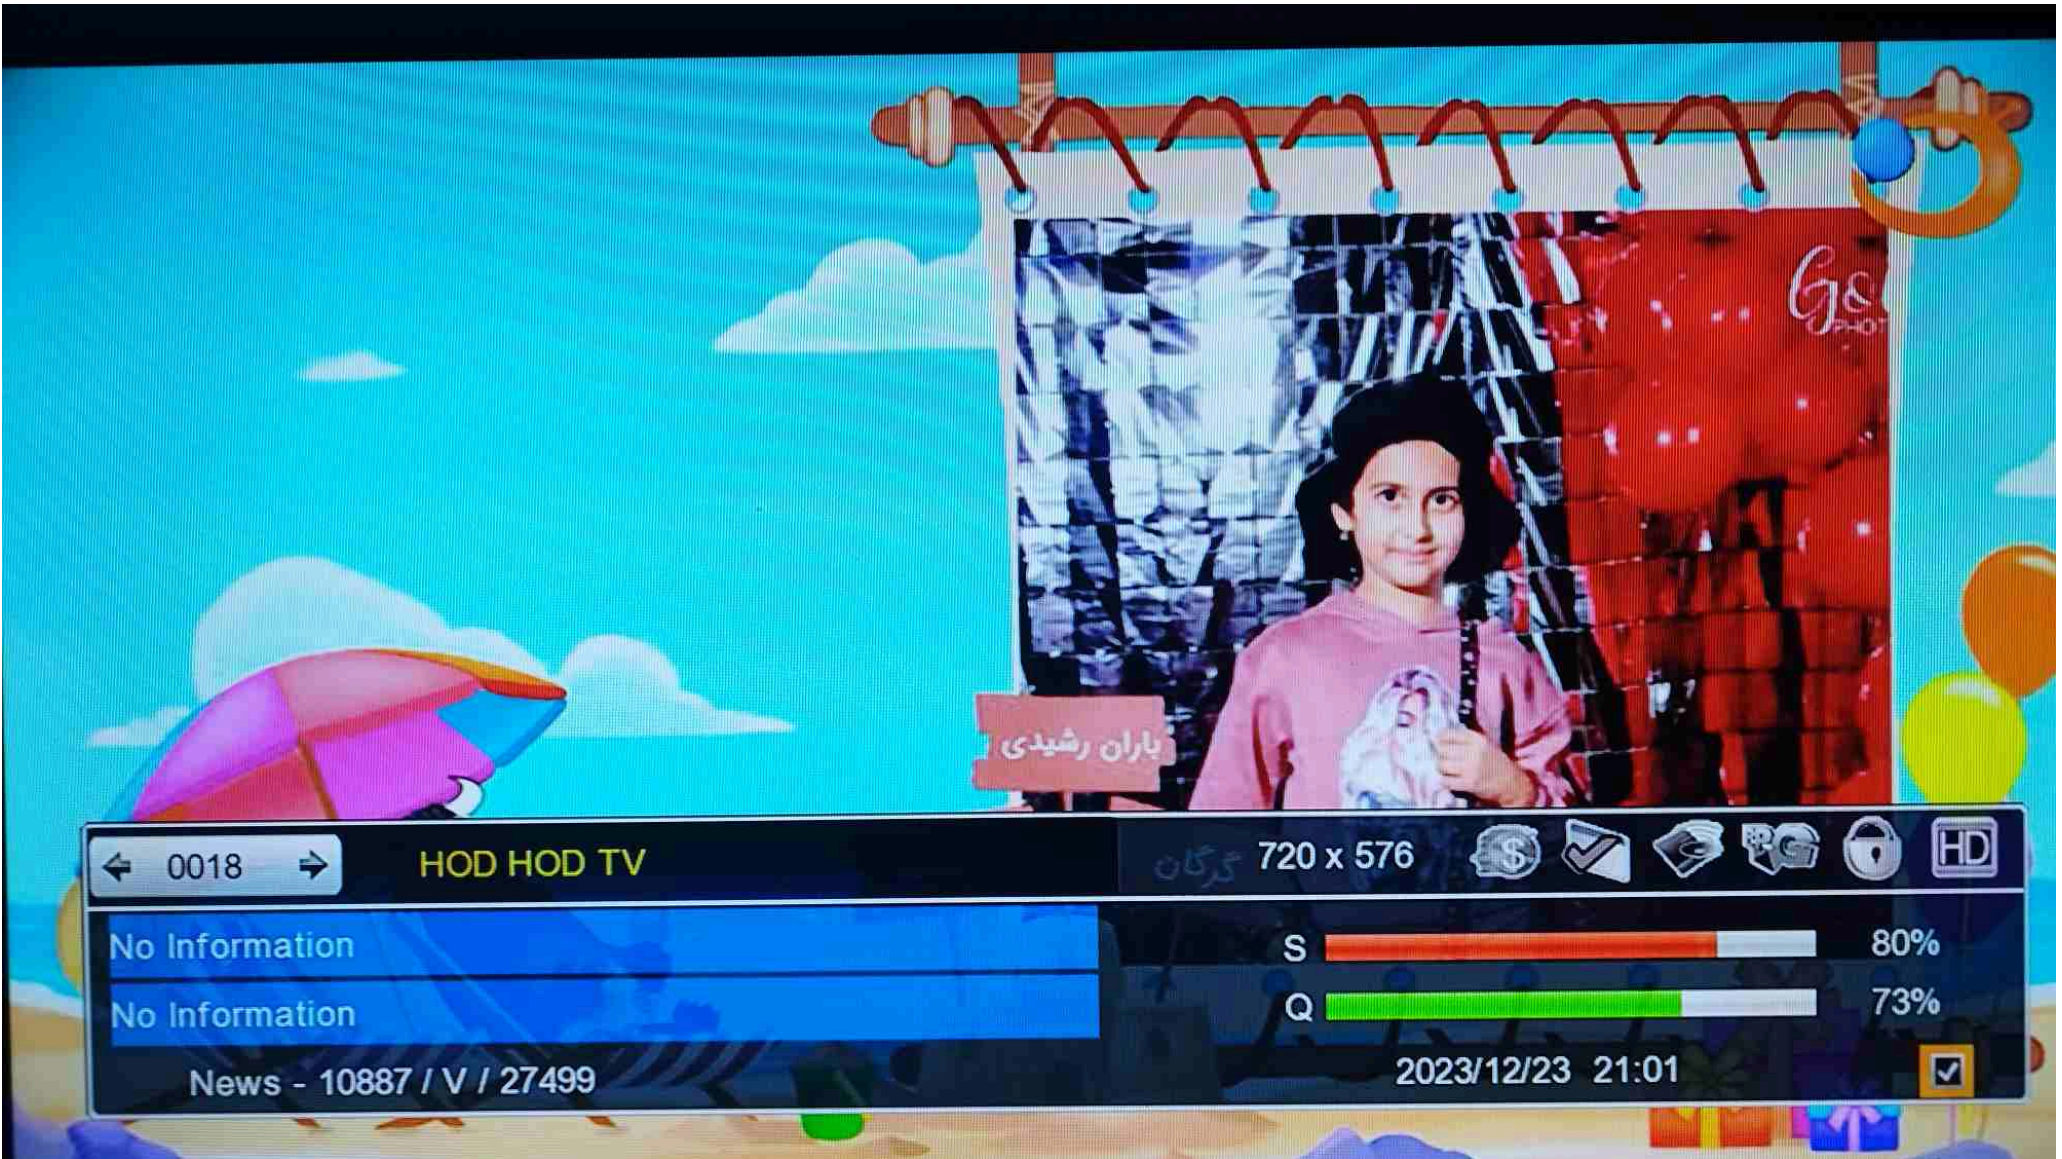 G&
PHOT
باران رشیدی
0018
HOD HOD TV
گرگان
720 x 576
HD
No Information
S
80%
No Information
Q
73%
News - 10887 / V / 27499
2023/12/23 21:01